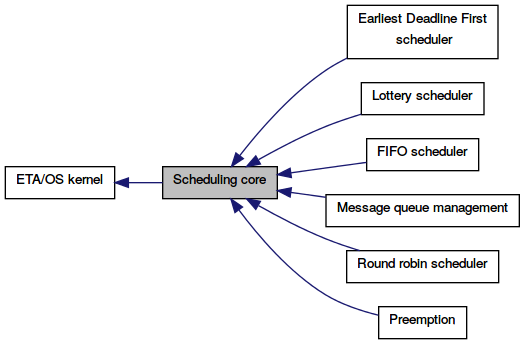 Earliest Deadline First
scheduler
Lottery scheduler
FIFO scheduler
ETA/OS kernel
Scheduling core
Message queue management
Round robin scheduler
Preemption